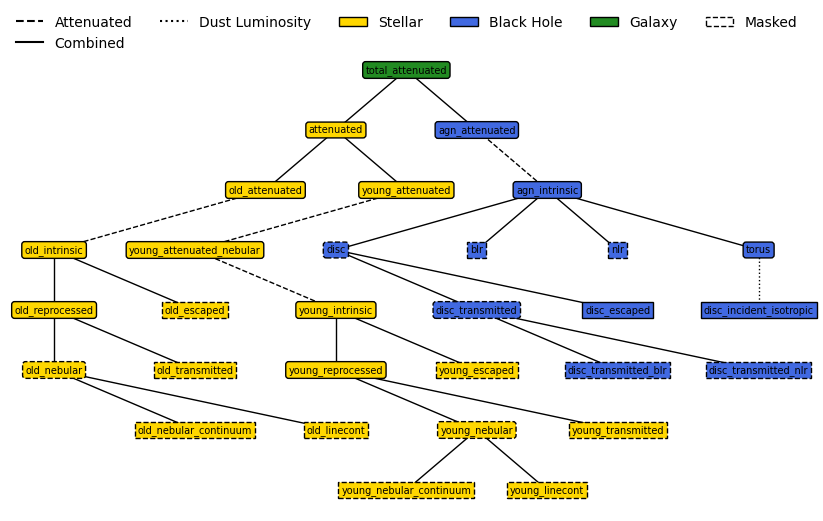 Attenuated Dust Luminosity Stellar Black Hole Galaxy Masked
Combined
total_attenuated
attenuated agn_attenuated
old_attenuated young_attenuated agn_intrinsic
old_intrinsic young_attenuated_nebular disc blr nlr torus
old_reprocessed old_escaped young_intrinsic disc_transmitted disc_escaped disc_incident_isotropic
old_nebular old_transmitted young_reprocessed young_escaped disc_transmitted_blr disc_transmitted_nlr
old_nebular_continuum old_linecont young_nebular young_transmitted
young_nebular_continuum young_linecont